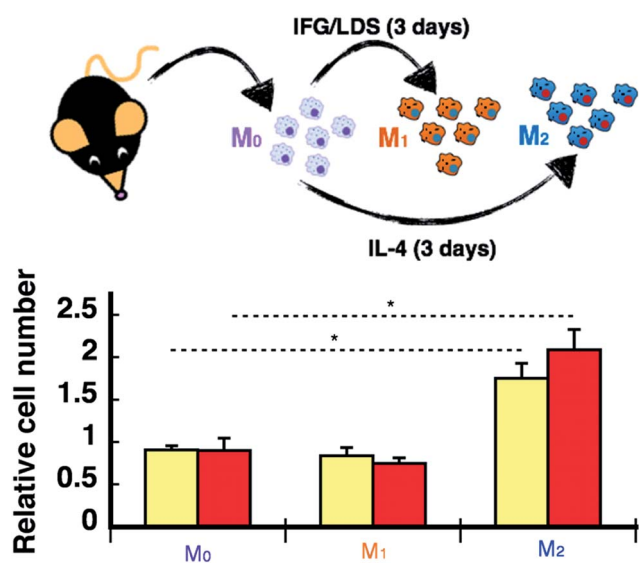 IFG/LDS (3 days)
M0
M1
M2
IL-4 (3 days)
Relative cell number
2.5
2
1.5
1
0.5
0
*
*
M0
M1
M2